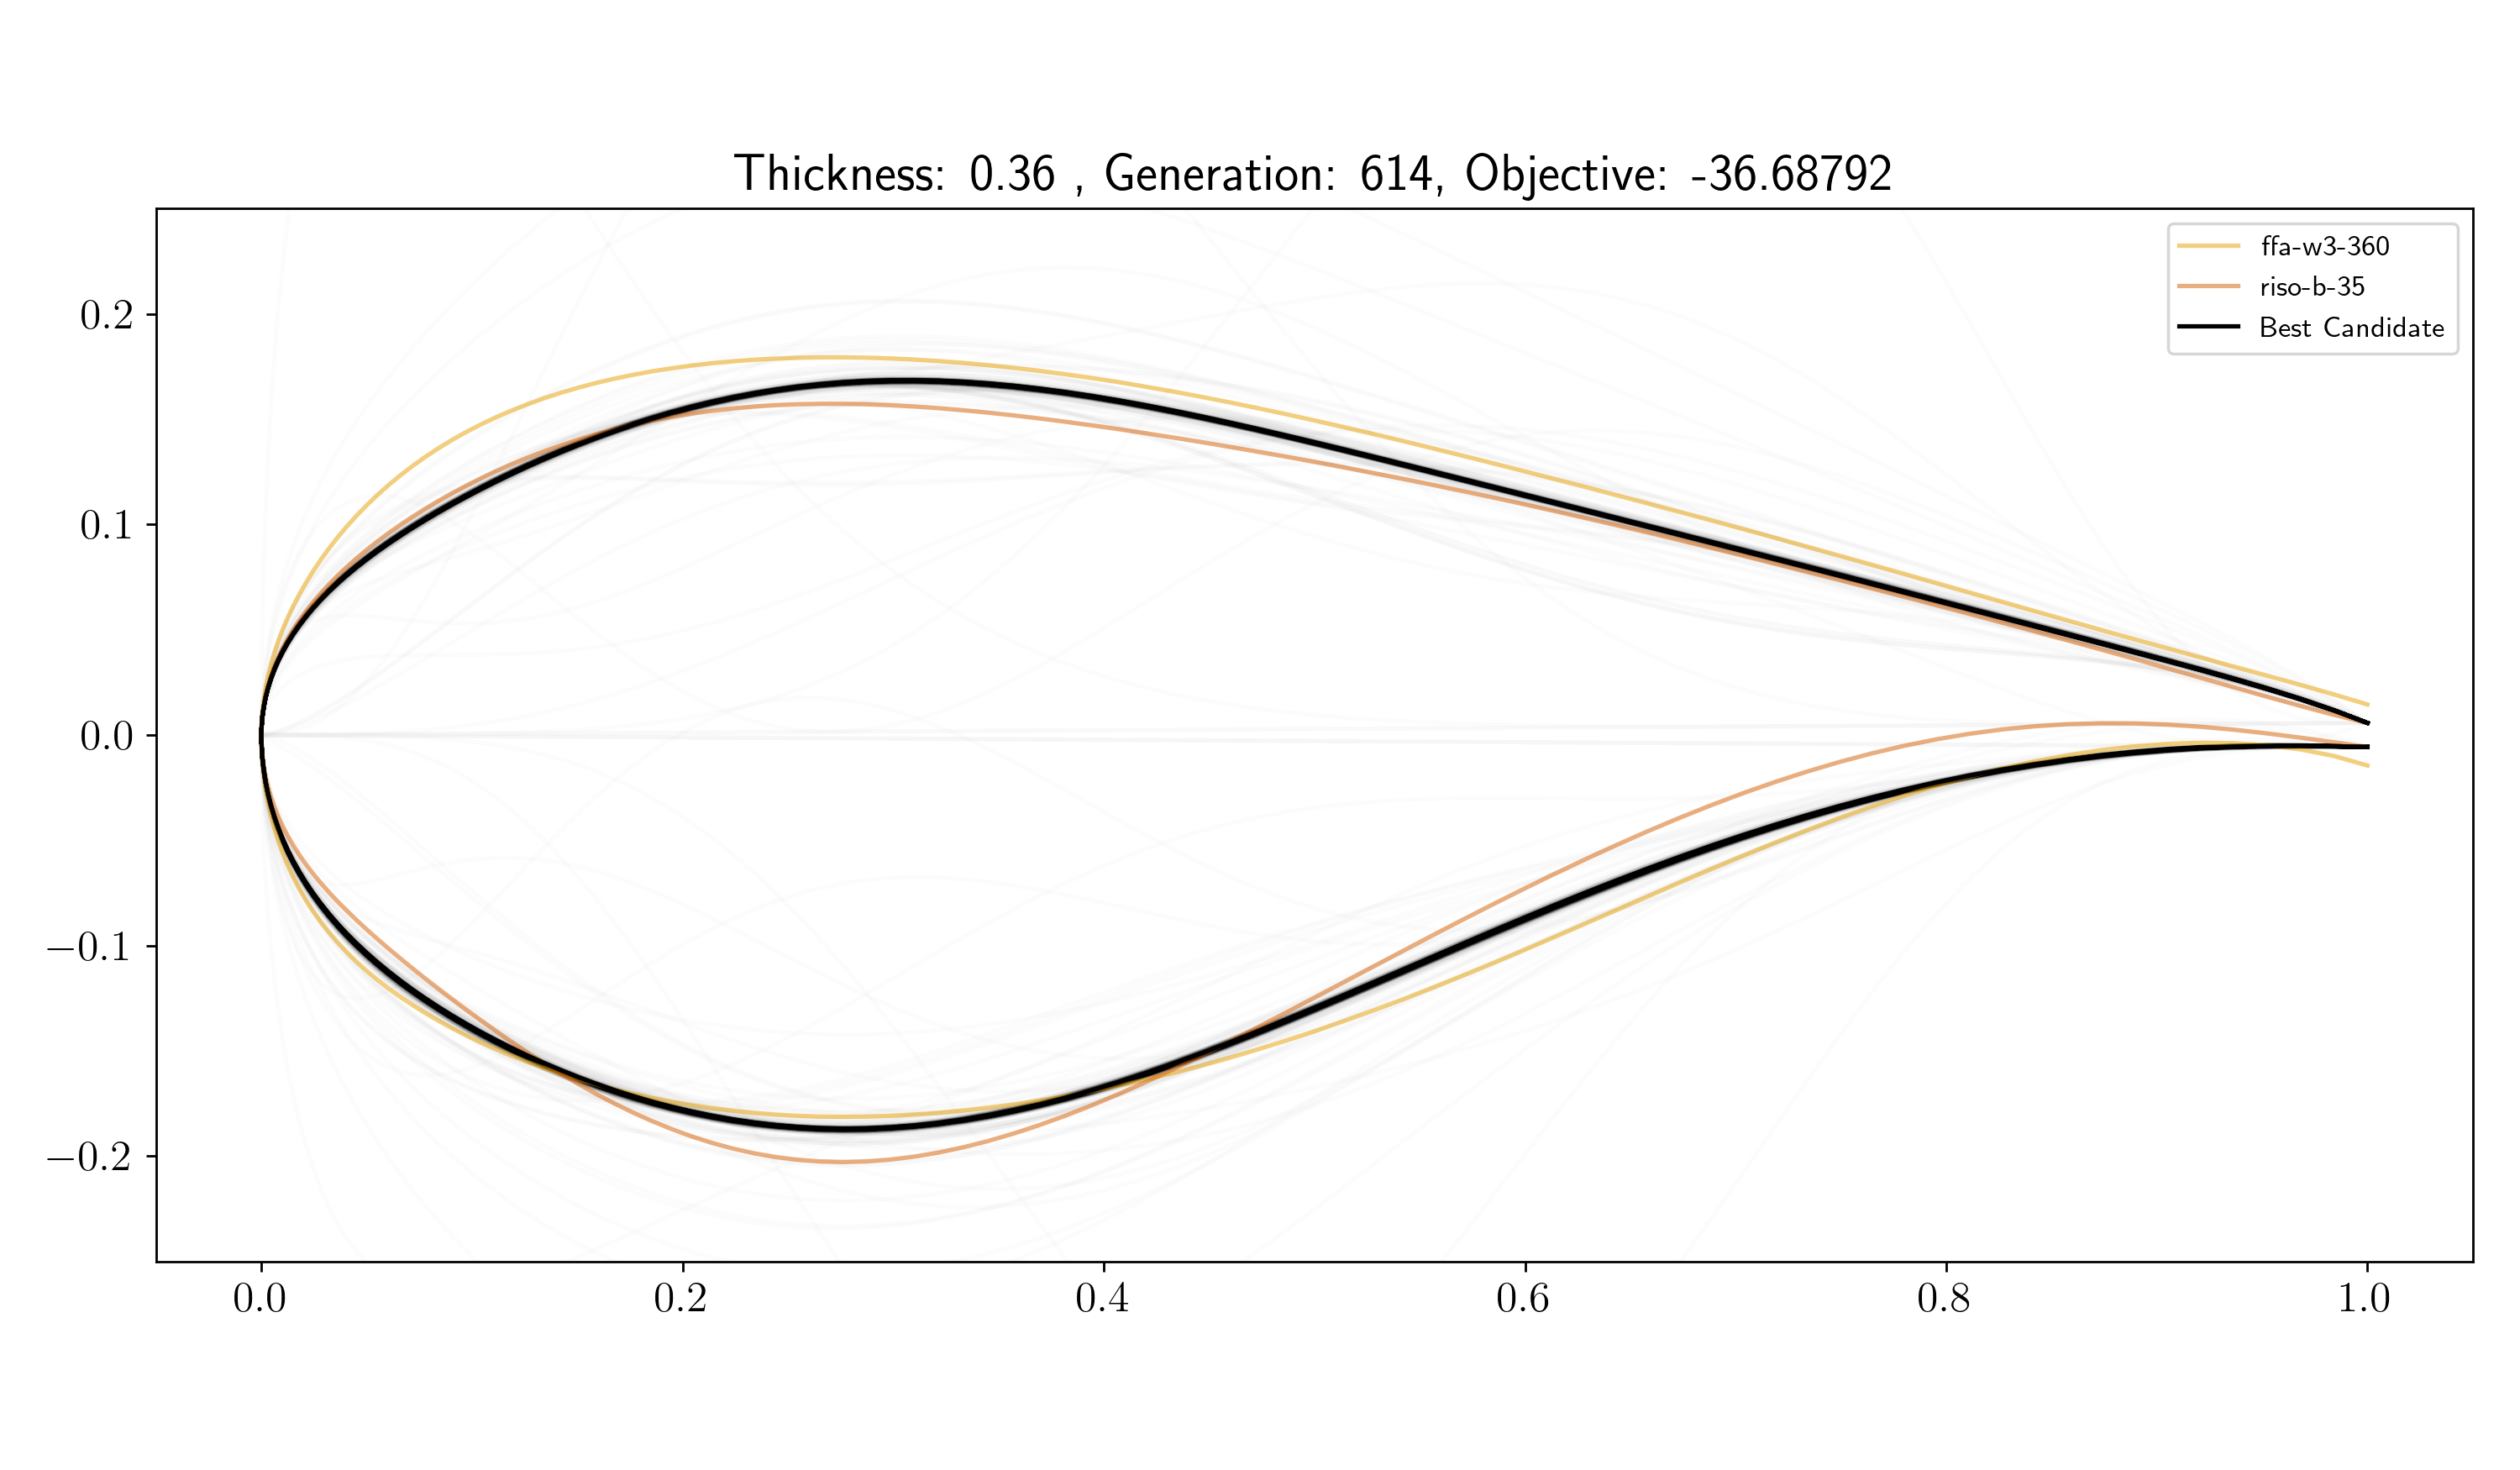 Thickness: 0.36 , Generation: 614, Objective: -36.68792
ffa-w3-360
riso-b-35
Best Candidate
0.2
0.1
0.0
−0.1
−0.2
0.0 0.2 0.4 0.6 0.8 1.0